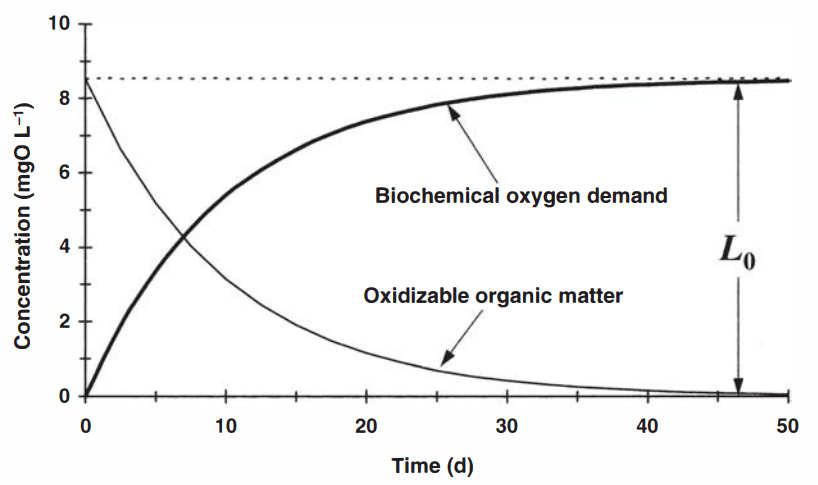 10
8
6
4
2
0
Concentration (mgO L⁻¹)
Biochemical oxygen demand
L₀
Oxidizable organic matter
0 10 20 30 40 50
Time (d)